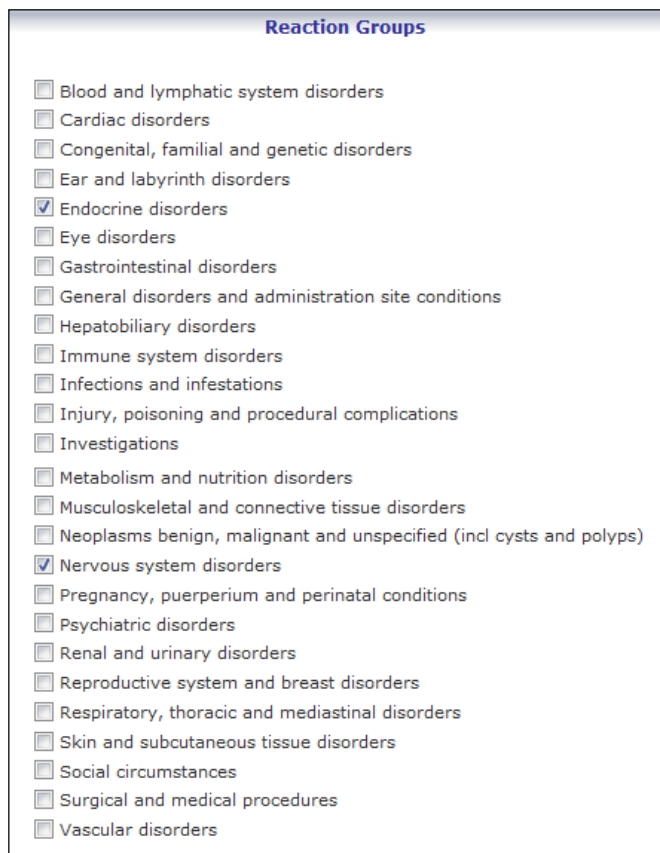 Reaction Groups
Blood and lymphatic system disorders
Cardiac disorders
Congenital, familial and genetic disorders
Ear and labyrinth disorders
Endocrine disorders
Eye disorders
Gastrointestinal disorders
General disorders and administration site conditions
Hepatobiliary disorders
Immune system disorders
Infections and infestations
Injury, poisoning and procedural complications
Investigations
Metabolism and nutrition disorders
Musculoskeletal and connective tissue disorders
Neoplasms benign, malignant and unspecified (incl cysts and polyps)
Nervous system disorders
Pregnancy, puerperium and perinatal conditions
Psychiatric disorders
Renal and urinary disorders
Reproductive system and breast disorders
Respiratory, thoracic and mediastinal disorders
Skin and subcutaneous tissue disorders
Social circumstances
Surgical and medical procedures
Vascular disorders